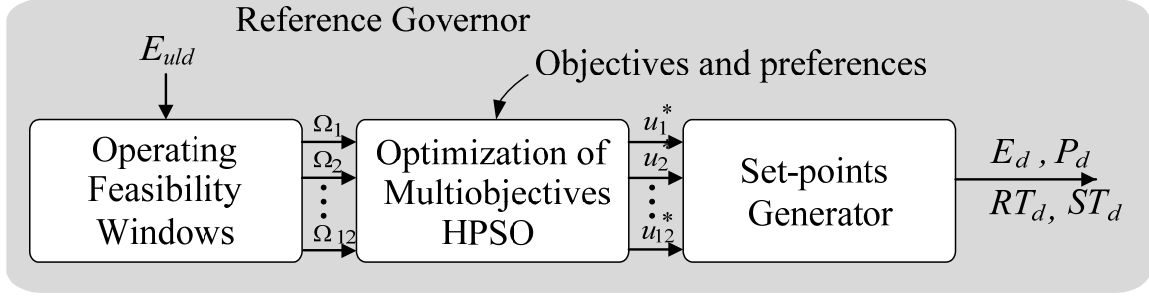 Reference Governor
E_uld
Objectives and preferences
Operating
Feasibility
Windows
Ω1
Ω2
Ω12
Optimization of
Multiobjectives
HPSO
u1*
u2*
u12*
Set-points
Generator
E_d , P_d
RT_d, ST_d